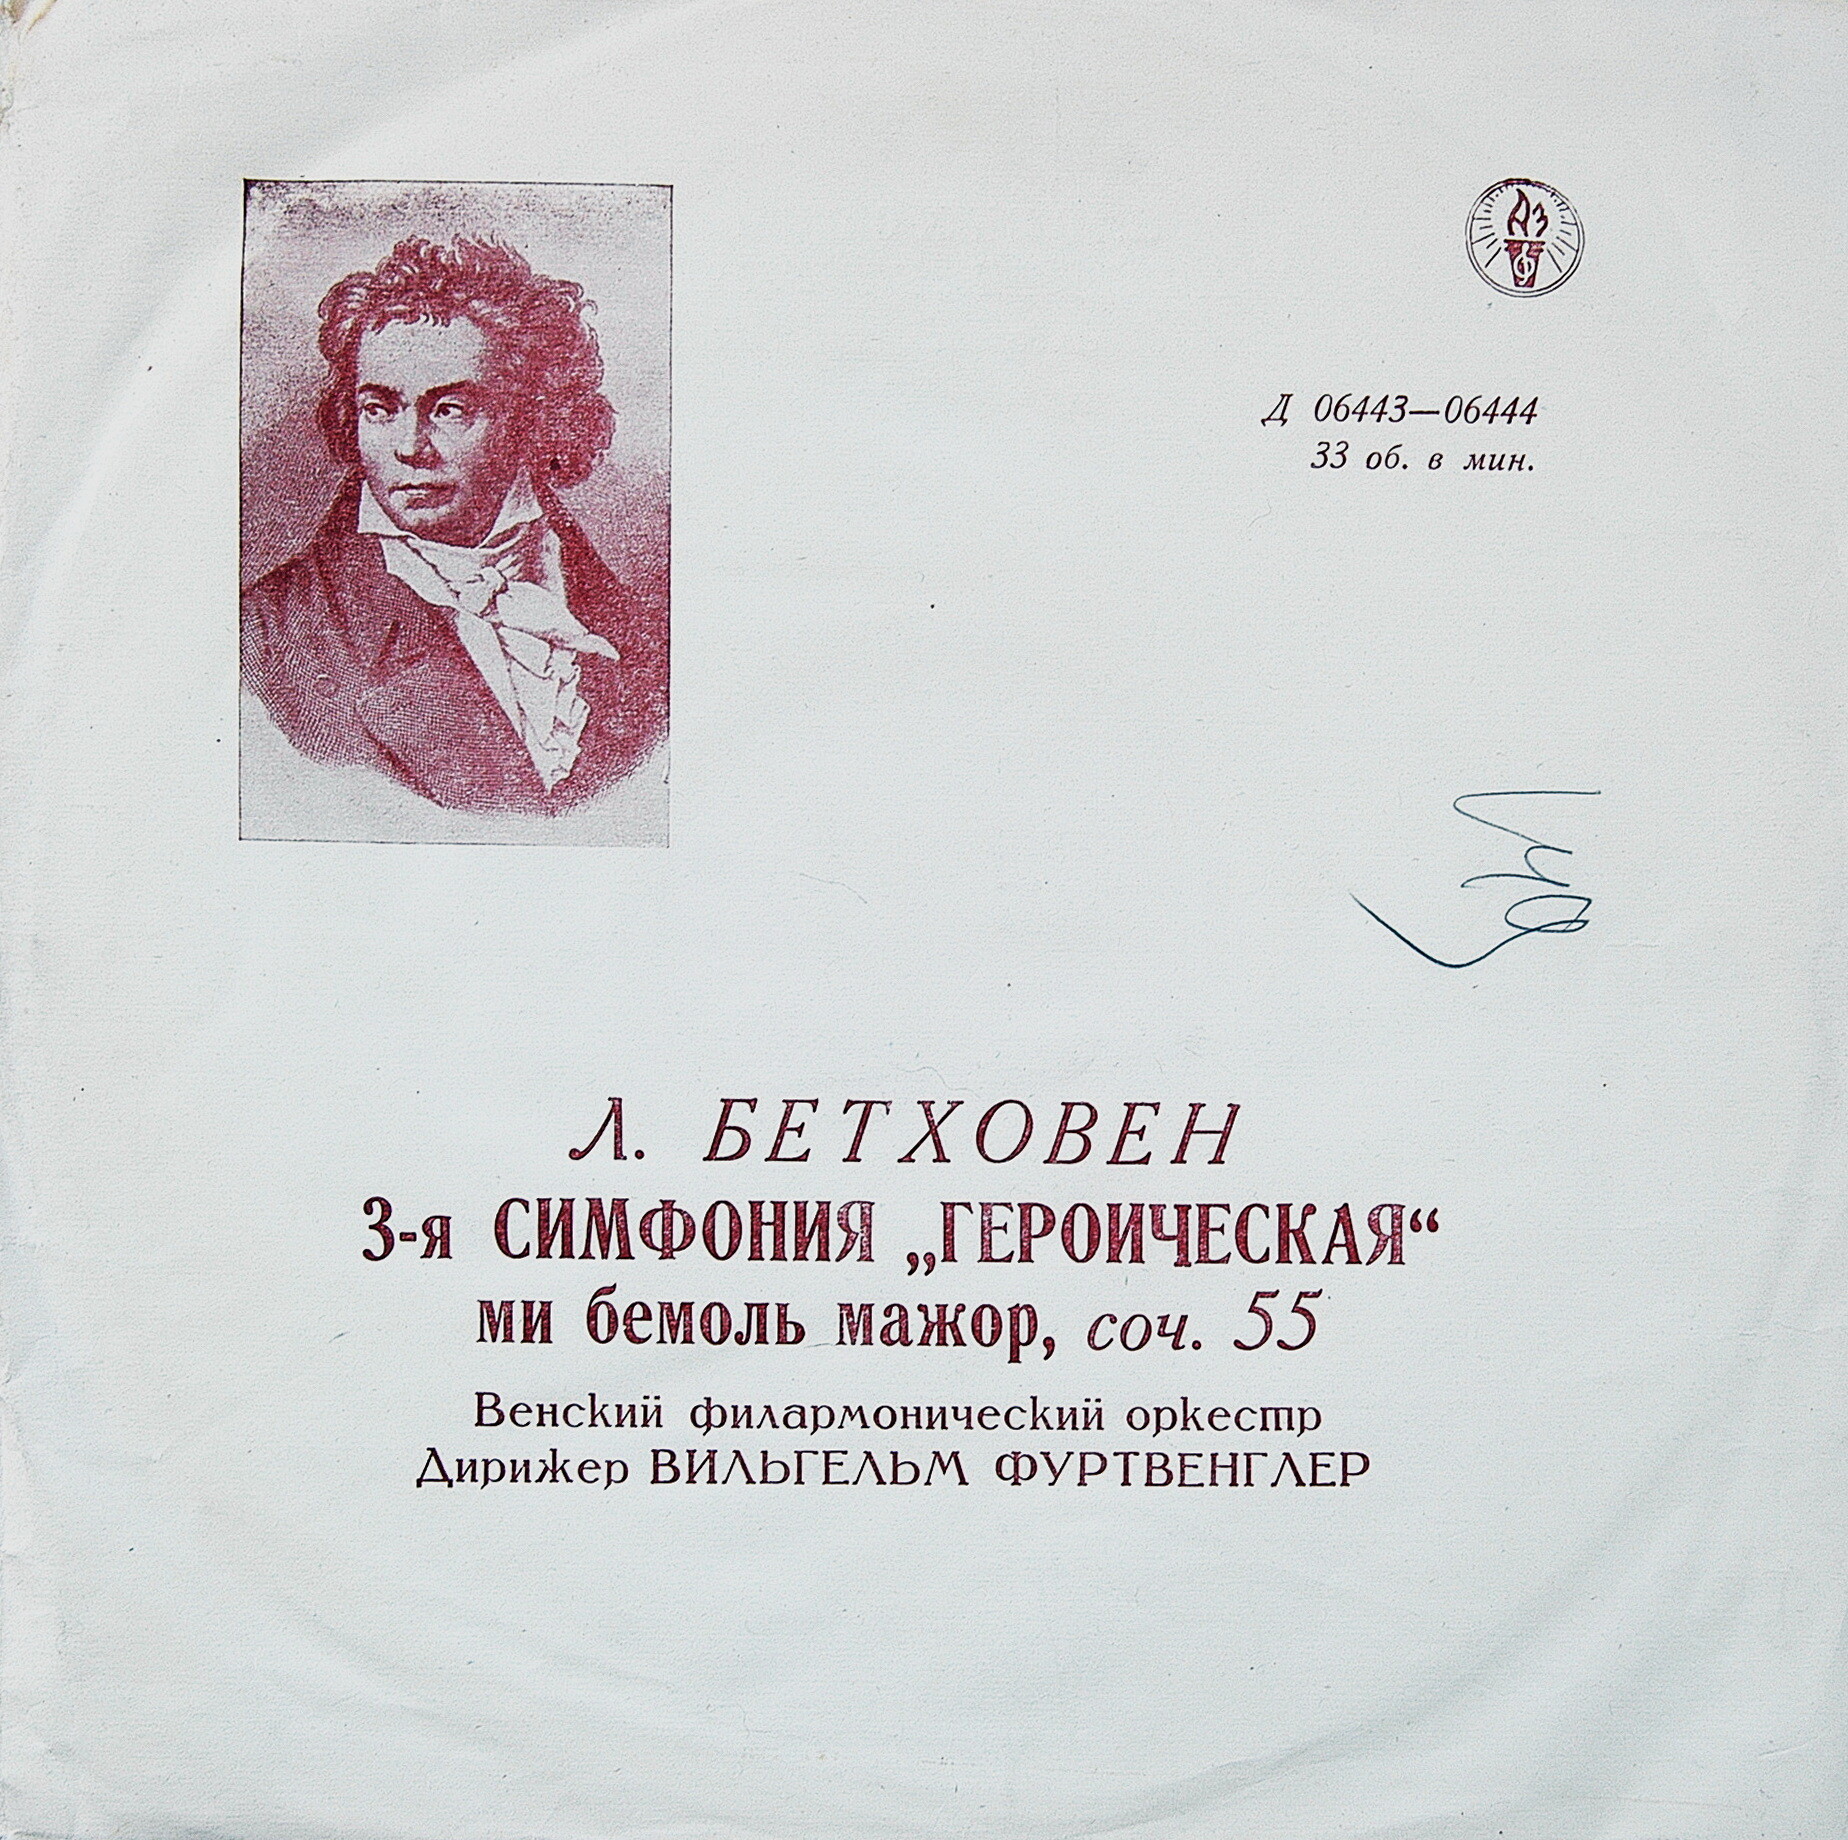 АЗ
Д 06443—06444
33 об. в мин.
Л. БЕТХОВЕН
3-я СИМФОНИЯ „ГЕРОИЧЕСКАЯ“
ми бемоль мажор, соч. 55
Венский филармонический оркестр
Дирижер ВИЛЬГЕЛЬМ ФУРТВЕНГЛЕР